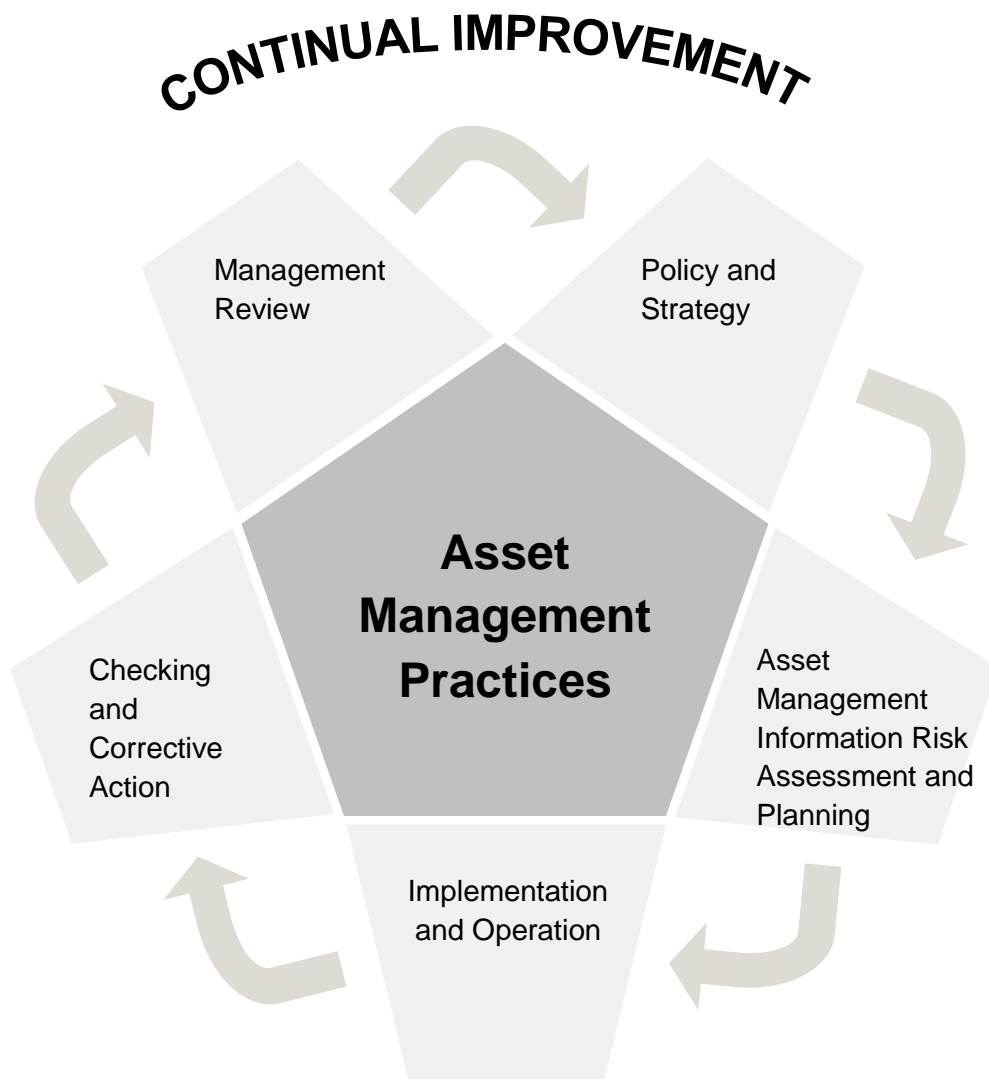 CONTINUAL IMPROVEMENT
Management
Review
Policy and
Strategy
Asset
Management
Practices
Checking
and
Corrective
Action
Asset
Management
Information Risk
Assessment and
Planning
Implementation
and Operation